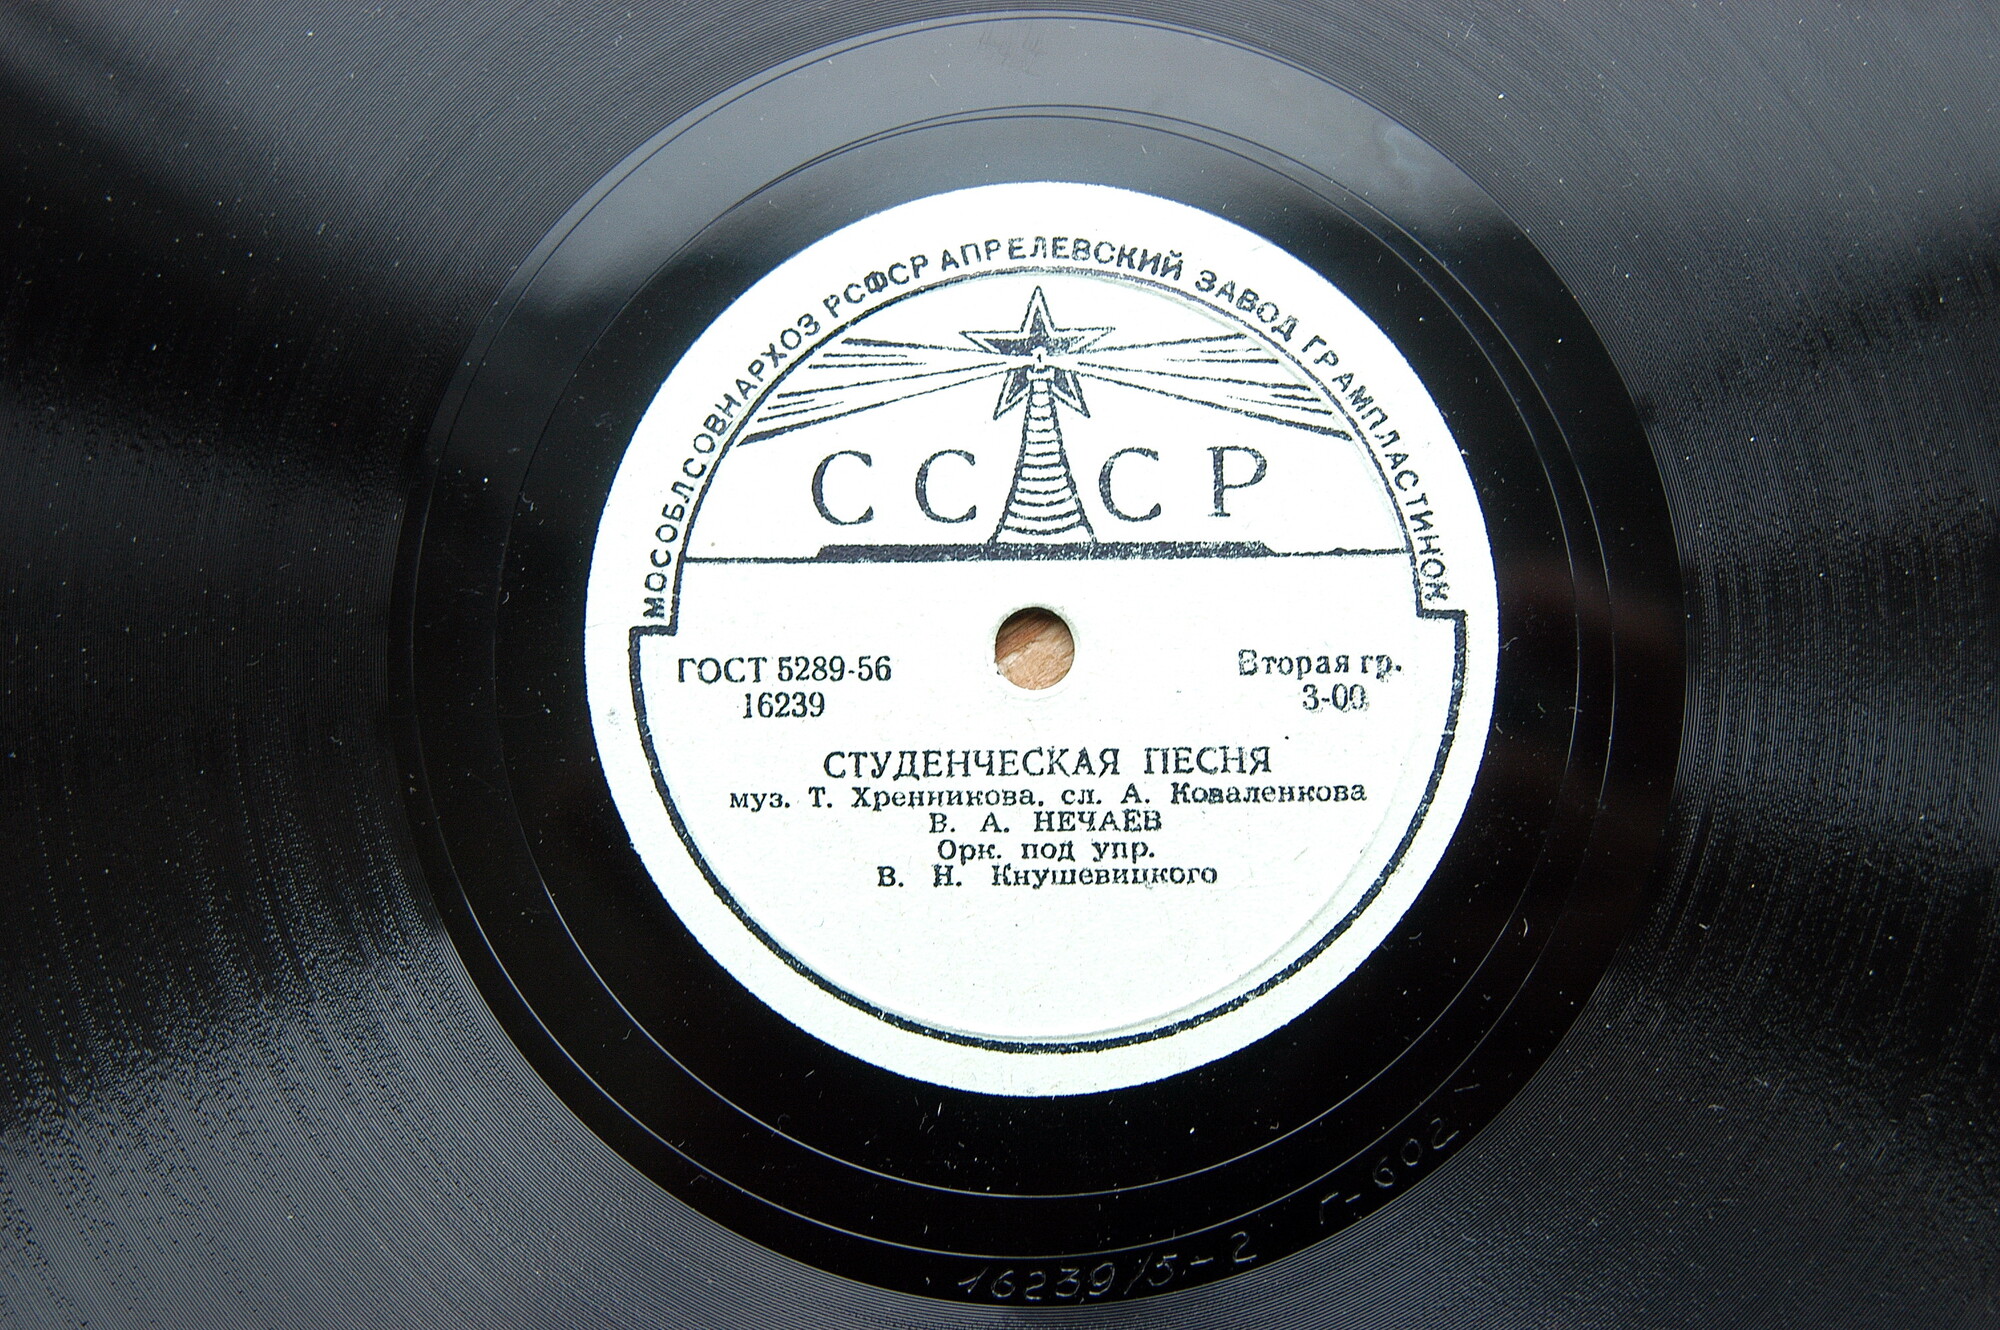 МОСОБЛСОВНАРХОЗ РСФСР АПРЕЛЕВСКИЙ ЗАВОД ГРАМПЛАСТИНОК
СССР
ГОСТ 5289-56
16239
Вторая гр.
3-00
СТУДЕНЧЕСКАЯ ПЕСНЯ
муз. Т. Хренникова, сл. А. Коваленкова
В. А. НЕЧАЕВ
Орк. под упр.
В. Н. Кнушевицкого
16239/5-2 Г-602